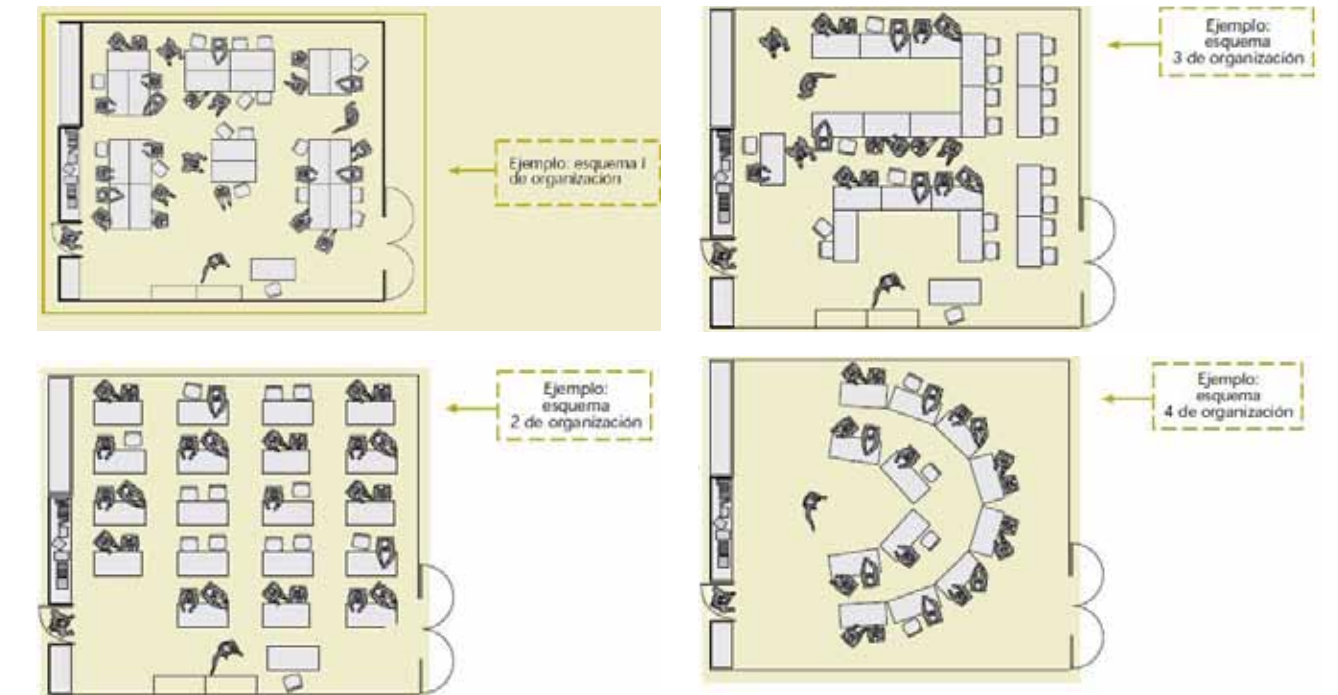 Ejemplo: esquema 1
de organización
Ejemplo:
esquema
3 de organización
Ejemplo:
esquema
2 de organización
Ejemplo:
esquema
4 de organización